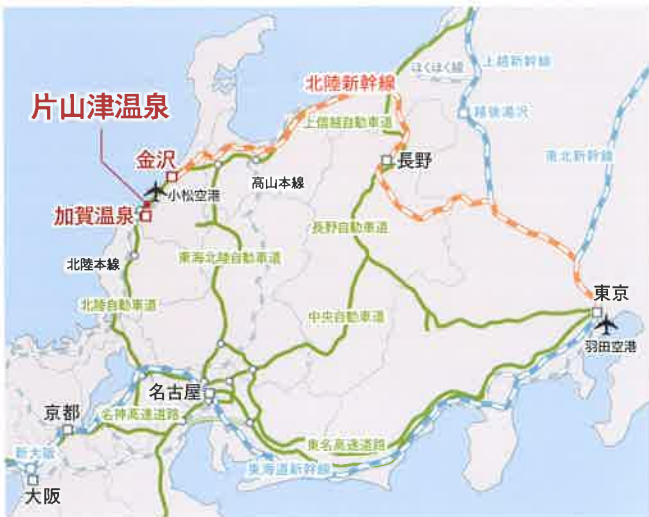 ほくほく線
上越新幹線
北陸新幹線
片山津温泉
上信越自動車道
越後湯沢
東北新幹線
金沢
長野
高山本線
小松空港
加賀温泉
長野自動車道
東海北陸自動車道
北陸本線
北陸自動車道
中央自動車道
東京
羽田空港
名古屋
京都
名神高速道路
東名高速道路
新大阪
東海道新幹線
大阪